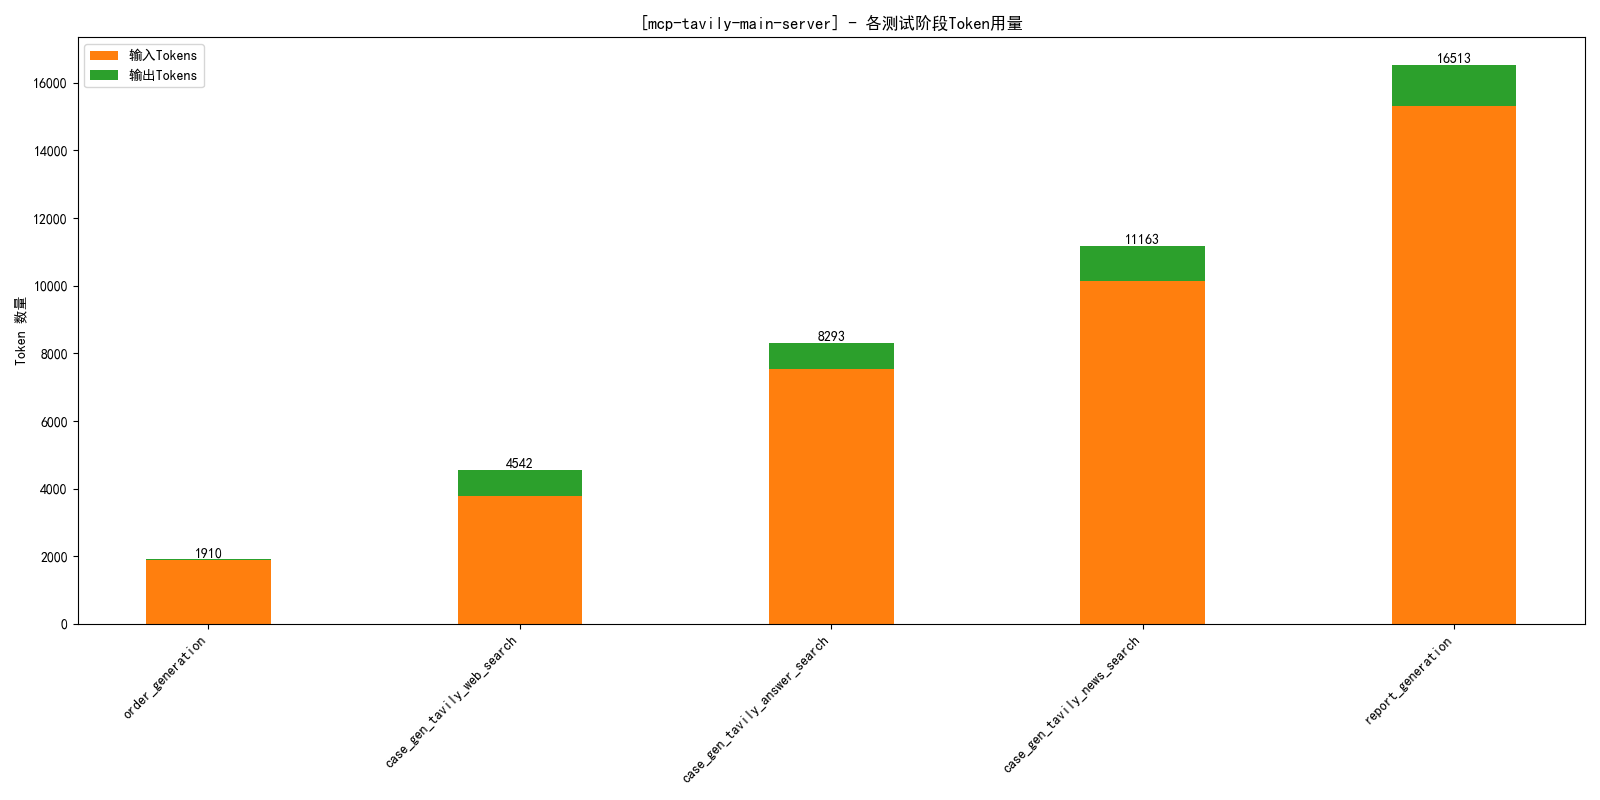 [mcp-tavily-main-server] - 各测试阶段Token用量
输入Tokens
输出Tokens
Token 数量
16000
14000
12000
10000
8000
6000
4000
2000
0
1910
4542
8293
11163
16513
order_generation
case_gen_tavily_web_search
case_gen_tavily_answer_search
case_gen_tavily_news_search
report_generation